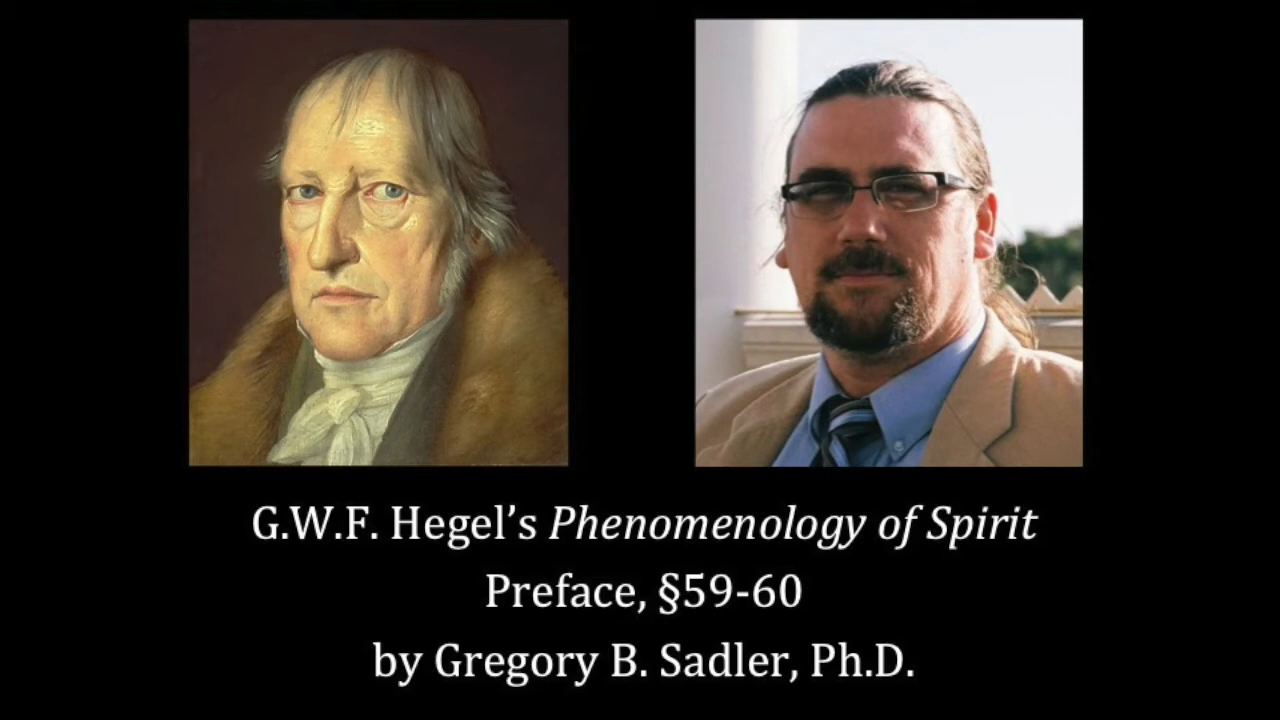 G.W.F. Hegel’s Phenomenology of Spirit
Preface, §59-60
by Gregory B. Sadler, Ph.D.